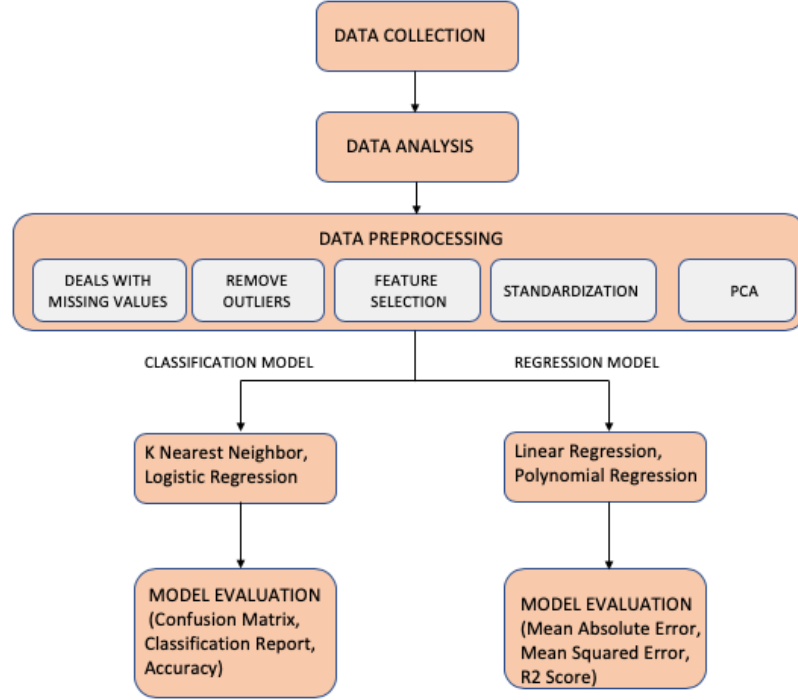 DATA COLLECTION
DATA ANALYSIS
DATA PREPROCESSING
DEALS WITH
MISSING VALUES
REMOVE
OUTLIERS
FEATURE
SELECTION
STANDARDIZATION
PCA
CLASSIFICATION MODEL
REGRESSION MODEL
K Nearest Neighbor,
Logistic Regression
Linear Regression,
Polynomial Regression
MODEL EVALUATION
(Confusion Matrix,
Classification Report,
Accuracy)
MODEL EVALUATION
(Mean Absolute Error,
Mean Squared Error,
R2 Score)